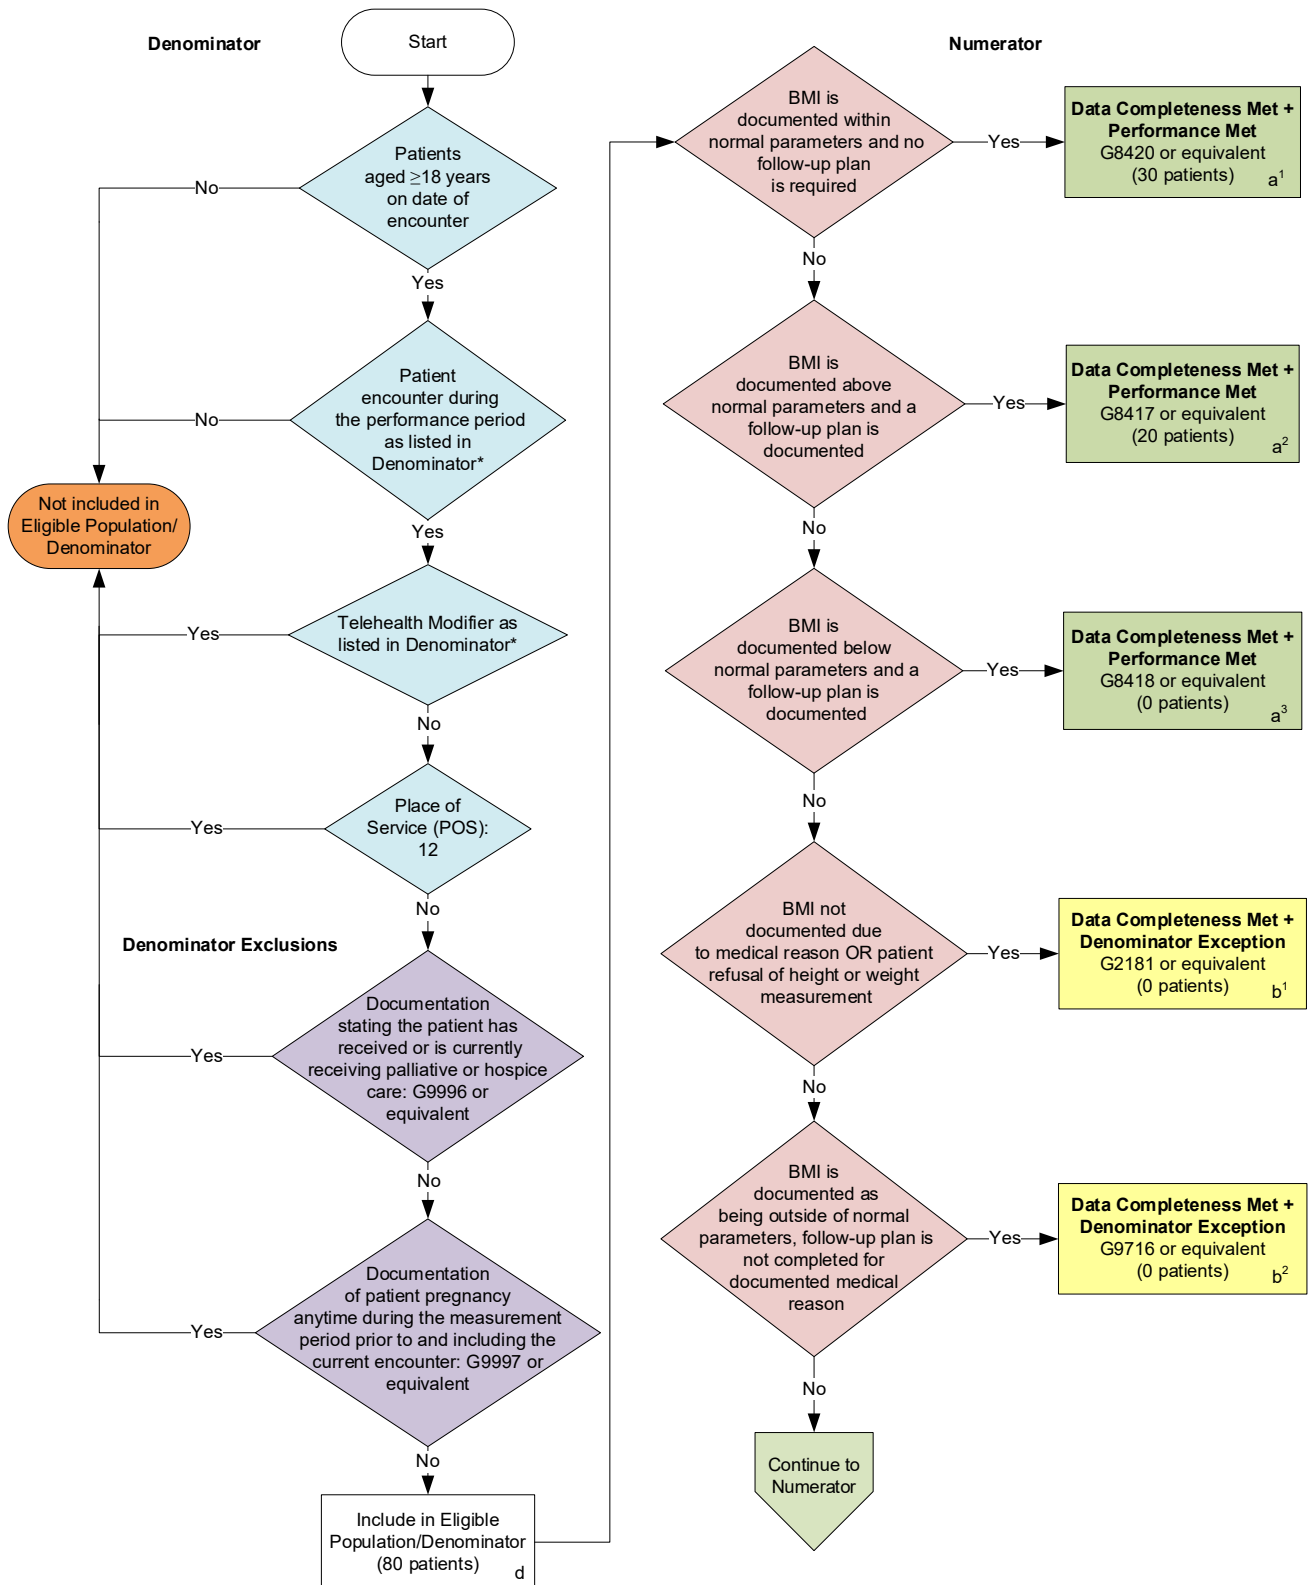 Denominator
Start
Patients
aged ≥18 years
on date of
encounter
No
Yes
Patient
encounter during
the performance period
as listed in
Denominator*
No
Not included in
Eligible Population/
Denominator
Yes
Telehealth Modifier as
listed in Denominator*
Yes
No
Place of
Service (POS):
12
Yes
No
Denominator Exclusions
Documentation
stating the patient has
received or is currently
receiving palliative or hospice
care: G9996 or
equivalent
Yes
No
Documentation
of patient pregnancy
anytime during the measurement
period prior to and including the
current encounter: G9997 or
equivalent
Yes
No
Include in Eligible
Population/Denominator
(80 patients)
d
Numerator
BMI is
documented within
normal parameters and no
follow-up plan
is required
Yes
Data Completeness Met +
Performance Met
G8420 or equivalent
(30 patients)
a¹
No
BMI is
documented above
normal parameters and a
follow-up plan is
documented
Yes
Data Completeness Met +
Performance Met
G8417 or equivalent
(20 patients)
a²
No
BMI is
documented below
normal parameters and a
follow-up plan is
documented
Yes
Data Completeness Met +
Performance Met
G8418 or equivalent
(0 patients)
a³
No
BMI not
documented due
to medical reason OR patient
refusal of height or weight
measurement
Yes
Data Completeness Met +
Denominator Exception
G2181 or equivalent
(0 patients)
b¹
No
BMI is
documented as
being outside of normal
parameters, follow-up plan is
not completed for
documented medical
reason
Yes
Data Completeness Met +
Denominator Exception
G9716 or equivalent
(0 patients)
b²
No
Continue to
Numerator